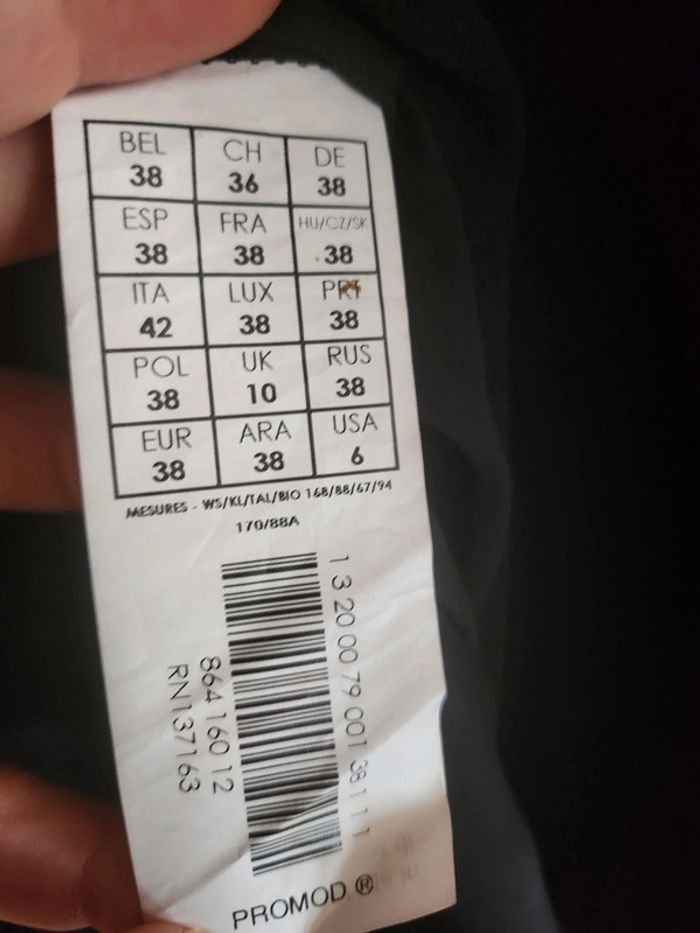 BEL CH DE
38 36 38
ESP FRA HU/CZ/SK
38 38 38
ITA LUX PRT
42 38 38
POL UK RUS
38 10 38
EUR ARA USA
38 38 6
MESURES - WS/KL/TAL/BIO 168/88/67/94
170/88A
1 3 20 00 79 001 38 1 1 1
864 160 12
RN137163
PROMOD ®